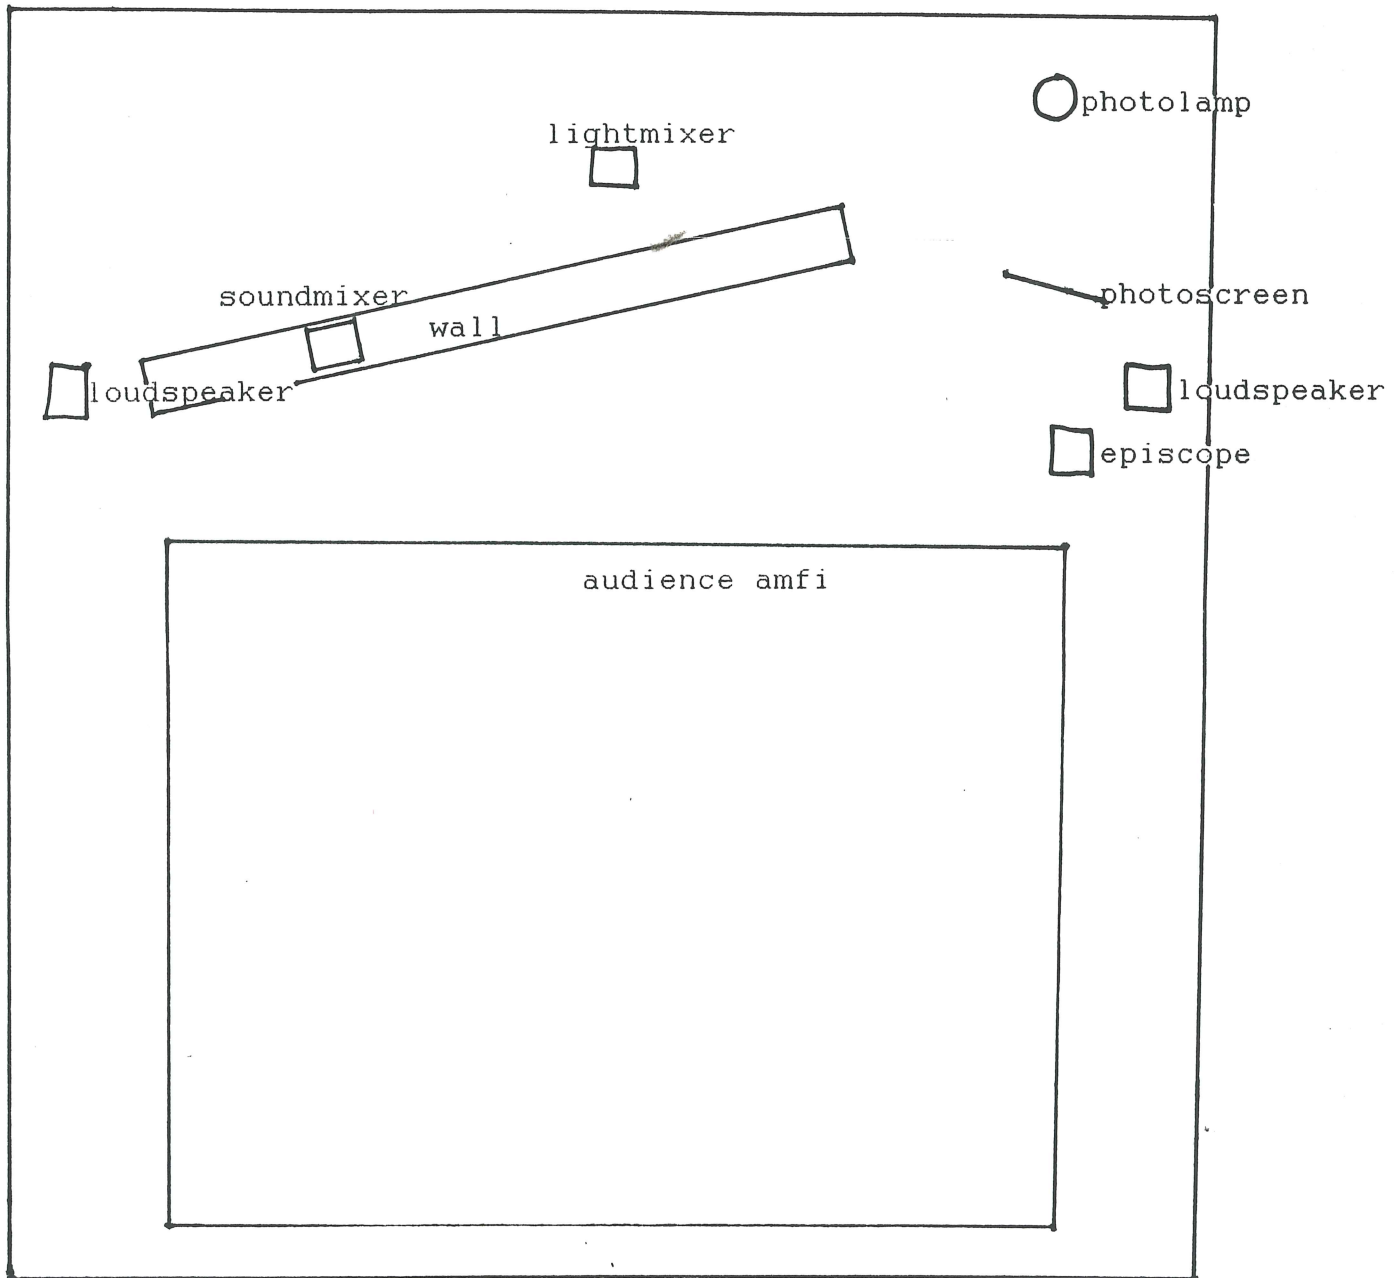 photolamp
lightmixer
photoscreen
soundmixer
wall
loudspeaker
loudspeaker
episcope
audience amfi